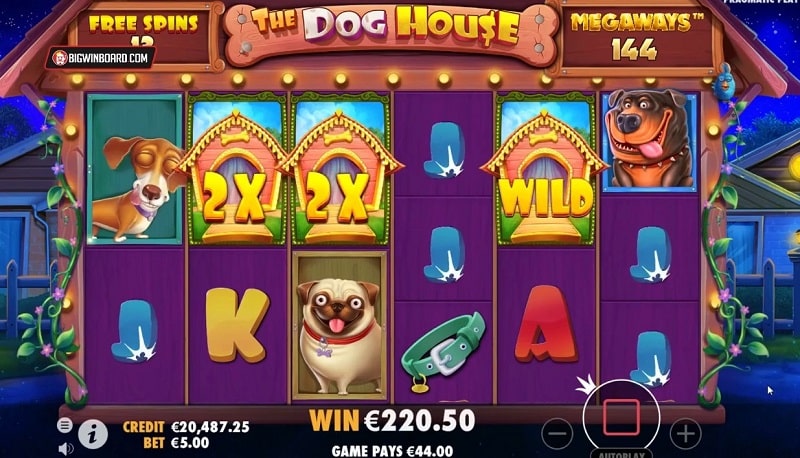 PRAGMATIC PLAY
FREE SPINS
THE DOG HOU$E
MEGAWAYS™
144
BIGWINBOARD.COM
2X
2X
WILD
J
J
J
J
J
K
A
CREDIT €20,487.25
BET €5.00
WIN €220.50
GAME PAYS €44.00
AUTOPLAY